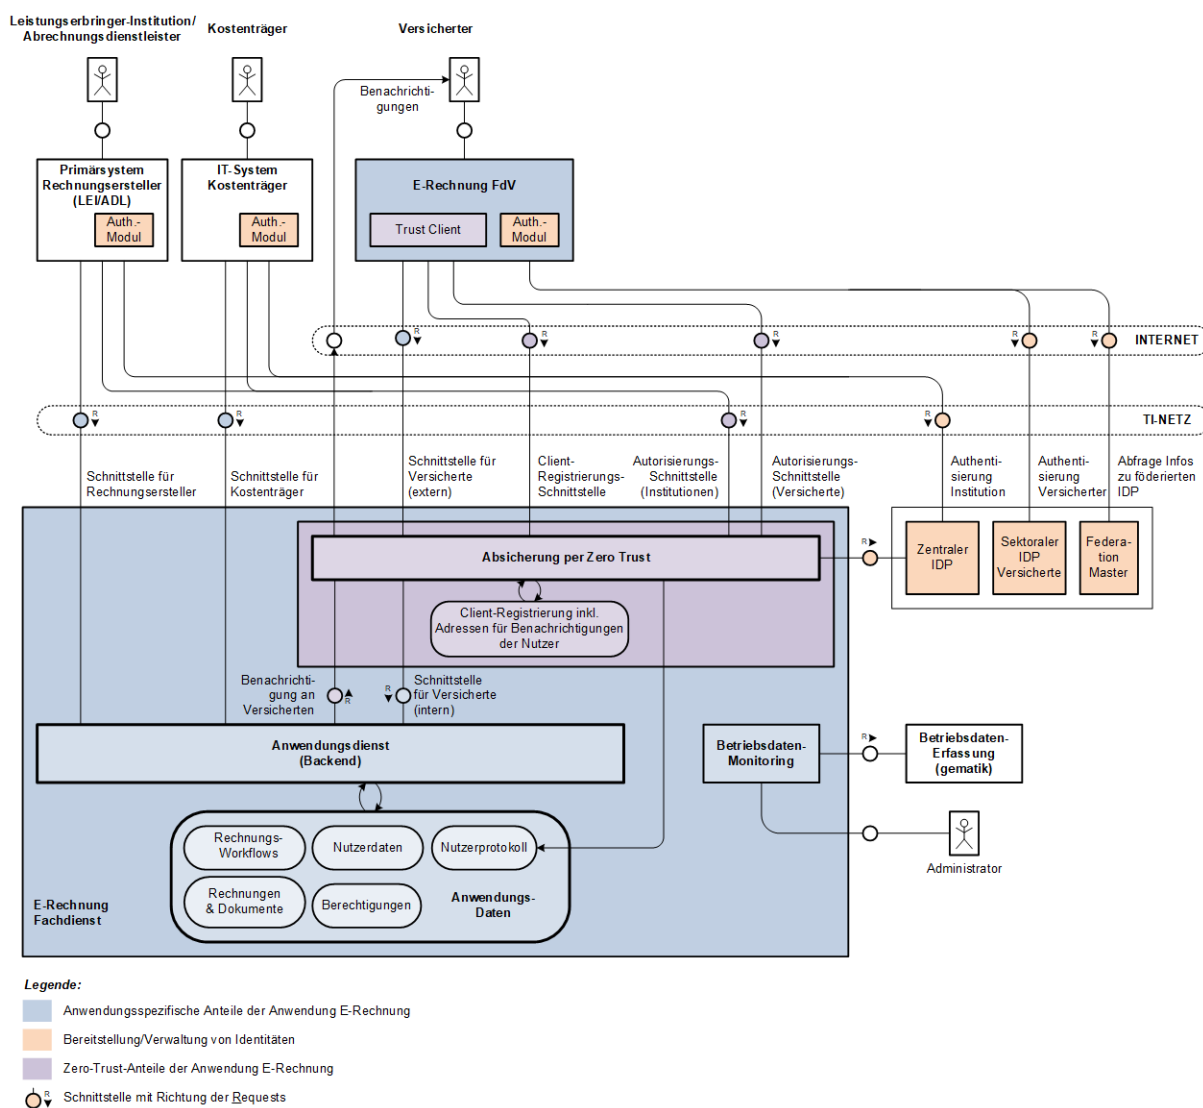 Leistungserbringer-Institution/
Abrechnungsdienstleister
Kostenträger
Versicherter
Benachrichti-
gungen
Primärsystem
Rechnungsersteller
(LEI/ADL)
Auth.-
Modul
IT-System
Kostenträger
Auth.-
Modul
E-Rechnung FdV
Trust Client
Auth.-
Modul
R
R
R
R
R
INTERNET
R
R
R
R
TI-NETZ
Schnittstelle für
Rechnungsersteller
Schnittstelle für
Kostenträger
Schnittstelle für
Versicherte
(extern)
Client-
Registrierungs-
Schnittstelle
Autorisierungs-
Schnittstelle
(Institutionen)
Autorisierungs-
Schnittstelle
(Versicherte)
Authenti-
sierung
Institution
Authenti-
sierung
Versicherter
Abfrage Infos
zu föderierten
IDP
Absicherung per Zero Trust
R
Zentraler
IDP
Sektoraler
IDP
Versicherte
Federa-
tion
Master
Client-Registrierung inkl.
Adressen für Benachrichtigungen
der Nutzer
Benachrichti-
gung an
Versicherten
R
R
Schnittstelle
für Versicherte
(intern)
Anwendungsdienst
(Backend)
Betriebsdaten-
Monitoring
R
Betriebsdaten-
Erfassung
(gematik)
Rechnungs-
Workflows
Nutzerdaten
Nutzerprotokoll
Administrator
Rechnungen
& Dokumente
Berechtigungen
Anwendungs-
Daten
E-Rechnung
Fachdienst
Legende:
Anwendungsspezifische Anteile der Anwendung E-Rechnung
Bereitstellung/Verwaltung von Identitäten
Zero-Trust-Anteile der Anwendung E-Rechnung
R
Schnittstelle mit Richtung der Requests